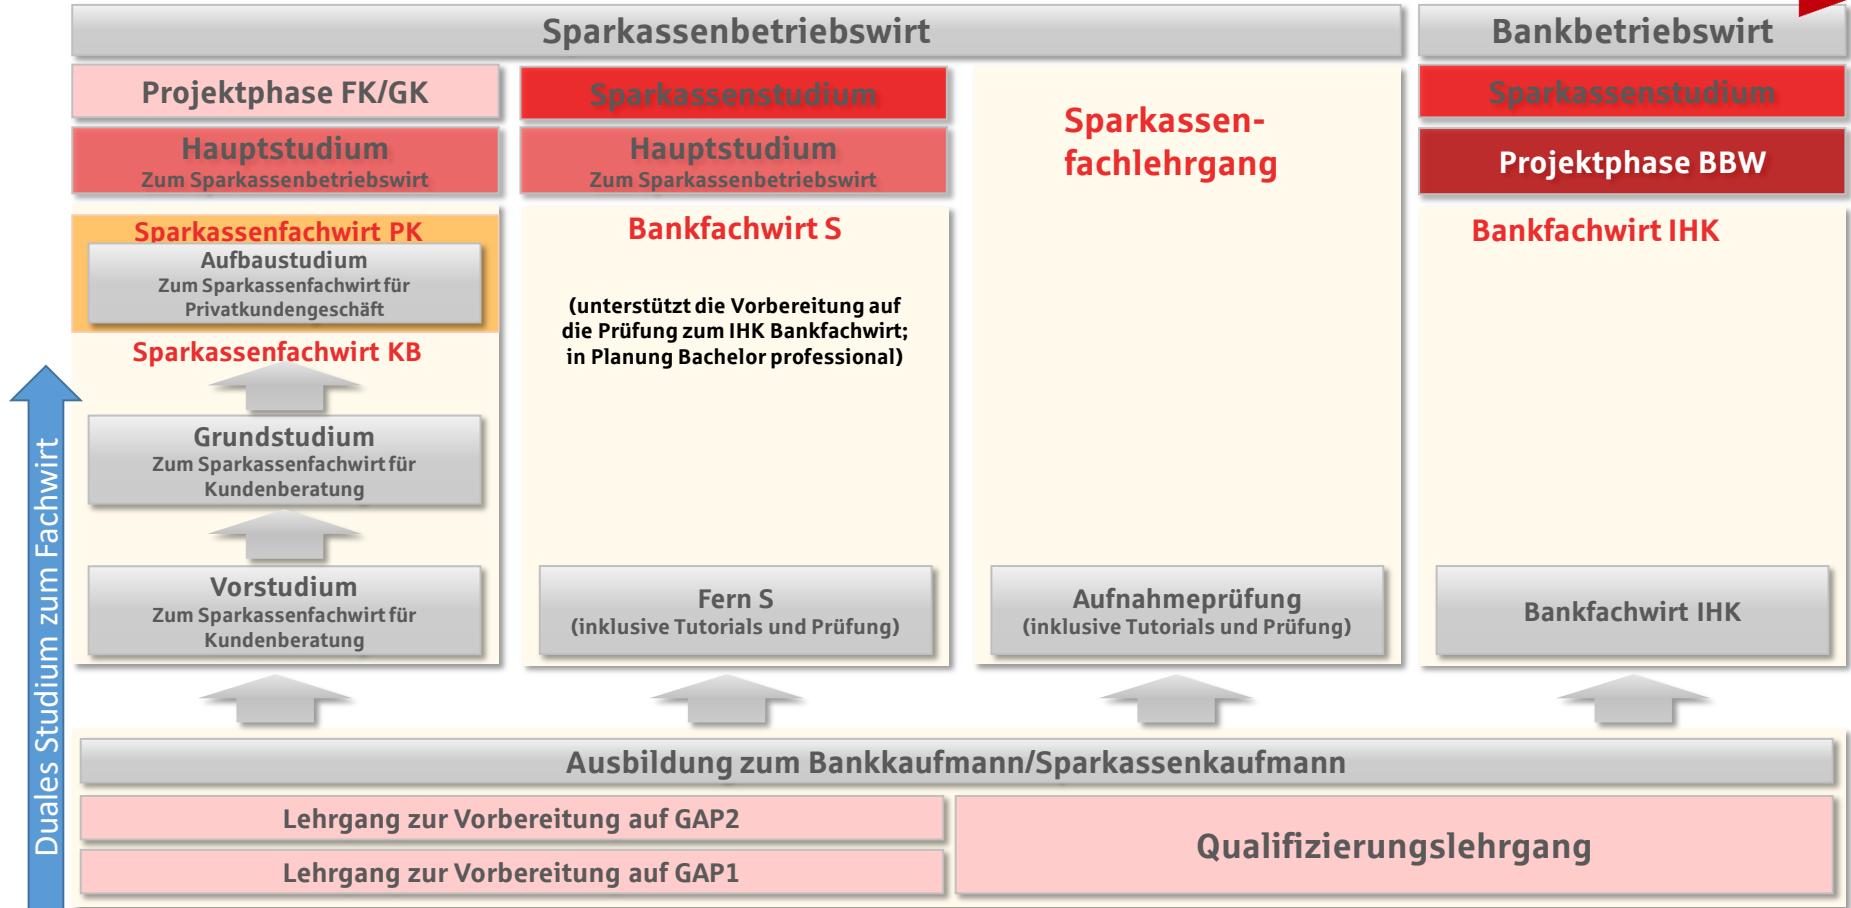 Sparkassenbetriebswirt
Bankbetriebswirt
Projektphase FK/GK
Hauptstudium
Zum Sparkassenbetriebswirt
Sparkassenfachwirt PK
Aufbaustudium
Zum Sparkassenfachwirt für
Privatkundengeschäft
Sparkassenfachwirt KB
Grundstudium
Zum Sparkassenfachwirt für
Kundenberatung
Vorstudium
Zum Sparkassenfachwirt für
Kundenberatung
Sparkassenstudium
Hauptstudium
Zum Sparkassenbetriebswirt
Bankfachwirt S
(unterstützt die Vorbereitung auf
die Prüfung zum IHK Bankfachwirt;
in Planung Bachelor professional)
Fern S
(inklusive Tutorials und Prüfung)
Sparkassen-
fachlehrgang
Aufnahmeprüfung
(inklusive Tutorials und Prüfung)
Sparkassenstudium
Projektphase BBW
Bankfachwirt IHK
Bankfachwirt IHK
Duales Studium zum Fachwirt
Ausbildung zum Bankkaufmann/Sparkassenkaufmann
Lehrgang zur Vorbereitung auf GAP2
Lehrgang zur Vorbereitung auf GAP1
Qualifizierungslehrgang